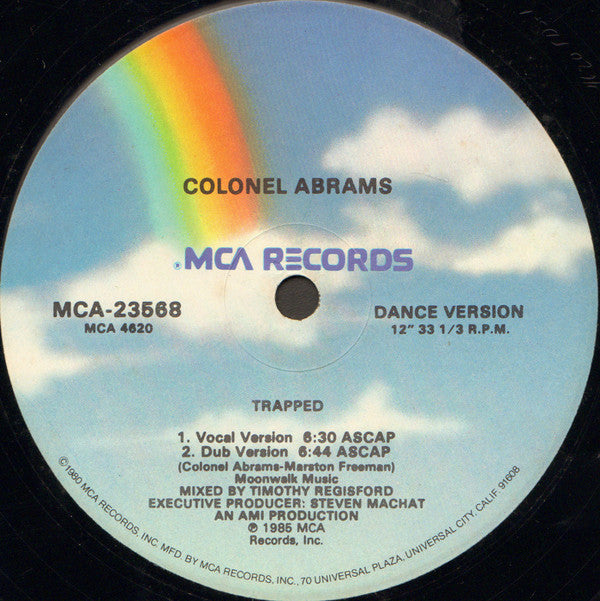 COLONEL ABRAMS
®MCA RECORDS
MCA-23568
MCA 4620
DANCE VERSION
12" 33 1/3 R.P.M.
TRAPPED
1. Vocal Version 6:30 ASCAP
2. Dub Version 6:44 ASCAP
(Colonel Abrams-Marston Freeman)
Moonwalk Music
MIXED BY TIMOTHY REGISFORD
EXECUTIVE PRODUCER: STEVEN MACHAT
AN AMI PRODUCTION
℗ 1985 MCA
Records, Inc.
©1980 MCA RECORDS, INC. MFD. BY MCA RECORDS, INC., 70 UNIVERSAL PLAZA, UNIVERSAL CITY, CALIF. 91608